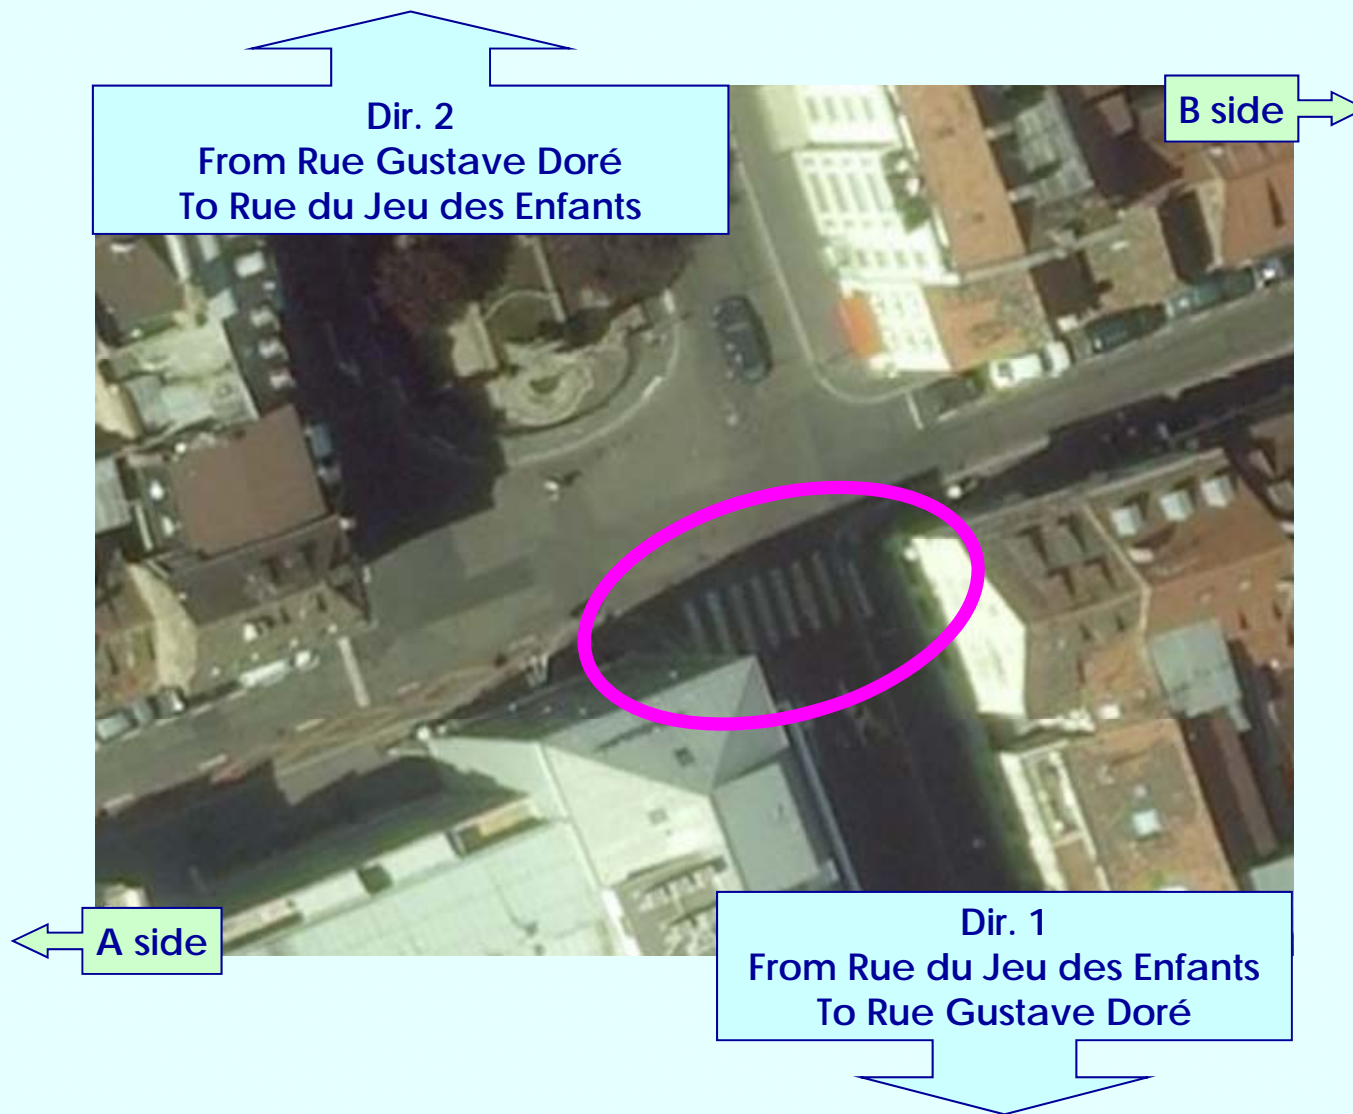 Dir. 2
From Rue Gustave Doré
To Rue du Jeu des Enfants
B side
A side
Dir. 1
From Rue du Jeu des Enfants
To Rue Gustave Doré